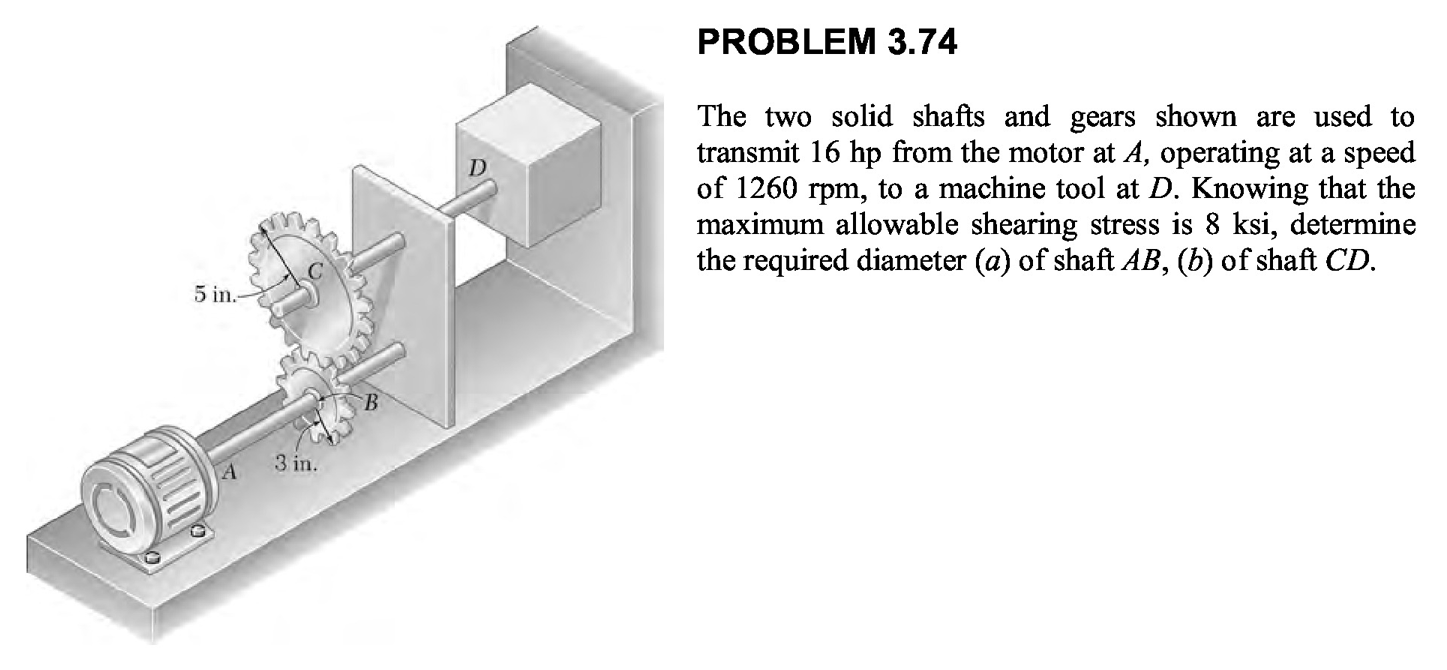 PROBLEM 3.74
The two solid shafts and gears shown are used to
transmit 16 hp from the motor at A, operating at a speed
of 1260 rpm, to a machine tool at D. Knowing that the
maximum allowable shearing stress is 8 ksi, determine
the required diameter (a) of shaft AB, (b) of shaft CD.
D
C
5 in.
B
A
3 in.